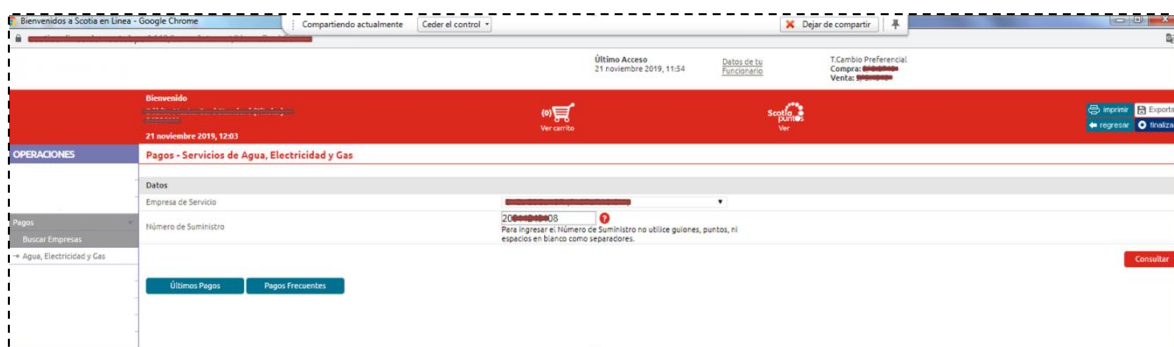 Bienvenidos a Scotia en Linea - Google Chrome
Compartiendo actualmente
Ceder el control
Dejar de compartir
Último Acceso
21 noviembre 2019, 11:54
Datos de tu
Funcionario
T.Cambio Preferencial
Compra:
Venta:
Bienvenido
21 noviembre 2019, 12:03
(0)
Ver carrito
Scotia
puntos
Ver
imprimir
Exporta
regresar
finaliza
OPERACIONES
Pagos - Servicios de Agua, Electricidad y Gas
Datos
Empresa de Servicio
Pagos
Buscar Empresas
Agua, Electricidad y Gas
Número de Suministro
?
Para ingresar el Número de Suministro no utilice guiones, puntos, ni
espacios en blanco como separadores.
Consultar
Últimos Pagos
Pagos Frecuentes